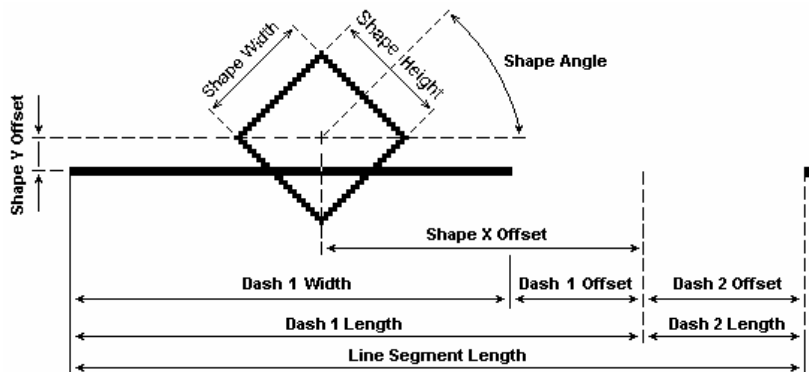 Shape Width
Shape Height
Shape Angle
Shape Y Offset
Shape X Offset
Dash 1 Width
Dash 1 Offset
Dash 2 Offset
Dash 1 Length
Dash 2 Length
Line Segment Length